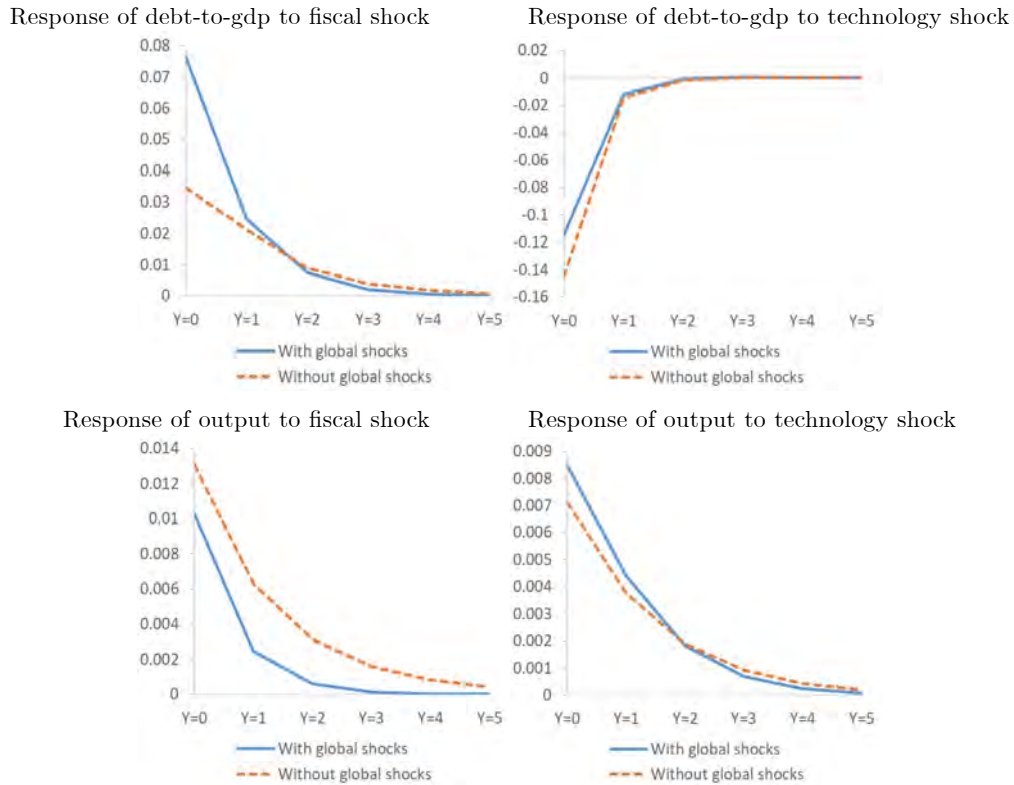 Response of debt-to-gdp to fiscal shock
0.08
0.07
0.06
0.05
0.04
0.03
0.02
0.01
0
Y=0 Y=1 Y=2 Y=3 Y=4 Y=5
With global shocks
Without global shocks
Response of debt-to-gdp to technology shock
0.02
0
-0.02
-0.04
-0.06
-0.08
-0.1
-0.12
-0.14
-0.16
Y=0 Y=1 Y=2 Y=3 Y=4 Y=5
With global shocks
Without global shocks
Response of output to fiscal shock
0.014
0.012
0.01
0.008
0.006
0.004
0.002
0
Y=0 Y=1 Y=2 Y=3 Y=4 Y=5
With global shocks
Without global shocks
Response of output to technology shock
0.009
0.008
0.007
0.006
0.005
0.004
0.003
0.002
0.001
0
Y=0 Y=1 Y=2 Y=3 Y=4 Y=5
With global shocks
Without global shocks